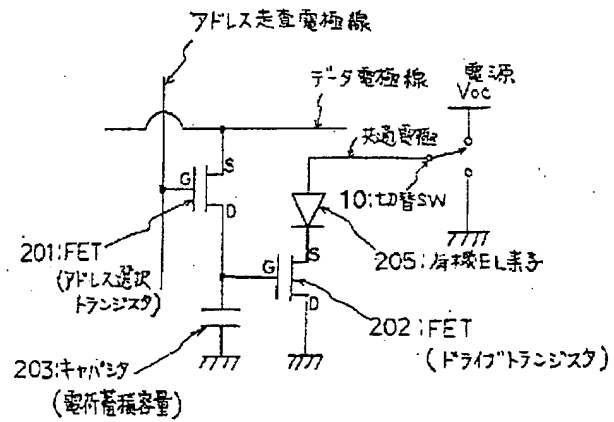 アドレス走査電極線
データ電極線
電源
Voc
共通電極
10:切替SW
G
S
D
201:FET
(アドレス選択
トランジスタ)
205:有機EL素子
G
S
D
202:FET
(ドライブトランジスタ)
203:キャパシタ
(電荷蓄積容量)